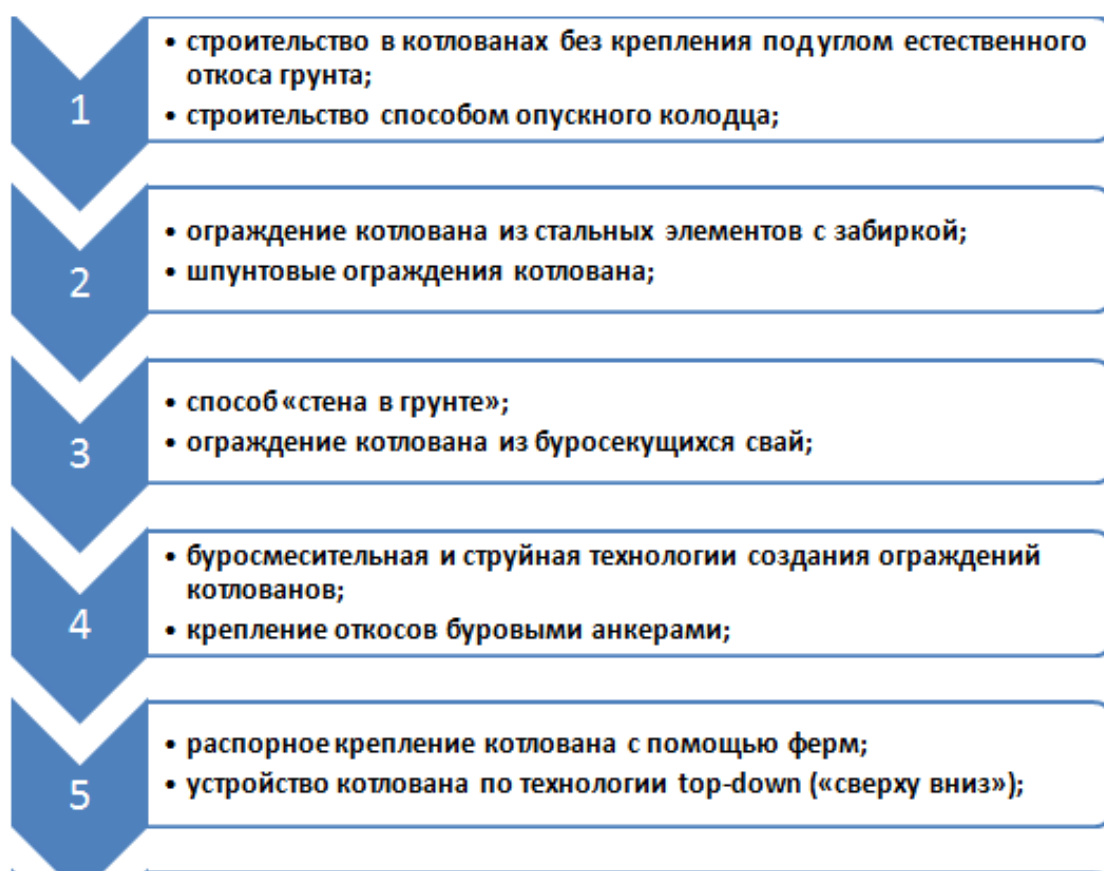 1
• строительство в котлованах без крепления под углом естественного
откоса грунта;
• строительство способом опускного колодца;
2
• ограждение котлована из стальных элементов с забиркой;
• шпунтовые ограждения котлована;
3
• способ «стена в грунте»;
• ограждение котлована из буросекущихся свай;
4
• буросмесительная и струйная технологии создания ограждений
котлованов;
• крепление откосов буровыми анкерами;
5
• распорное крепление котлована с помощью ферм;
• устройство котлована по технологии top-down («сверху вниз»);